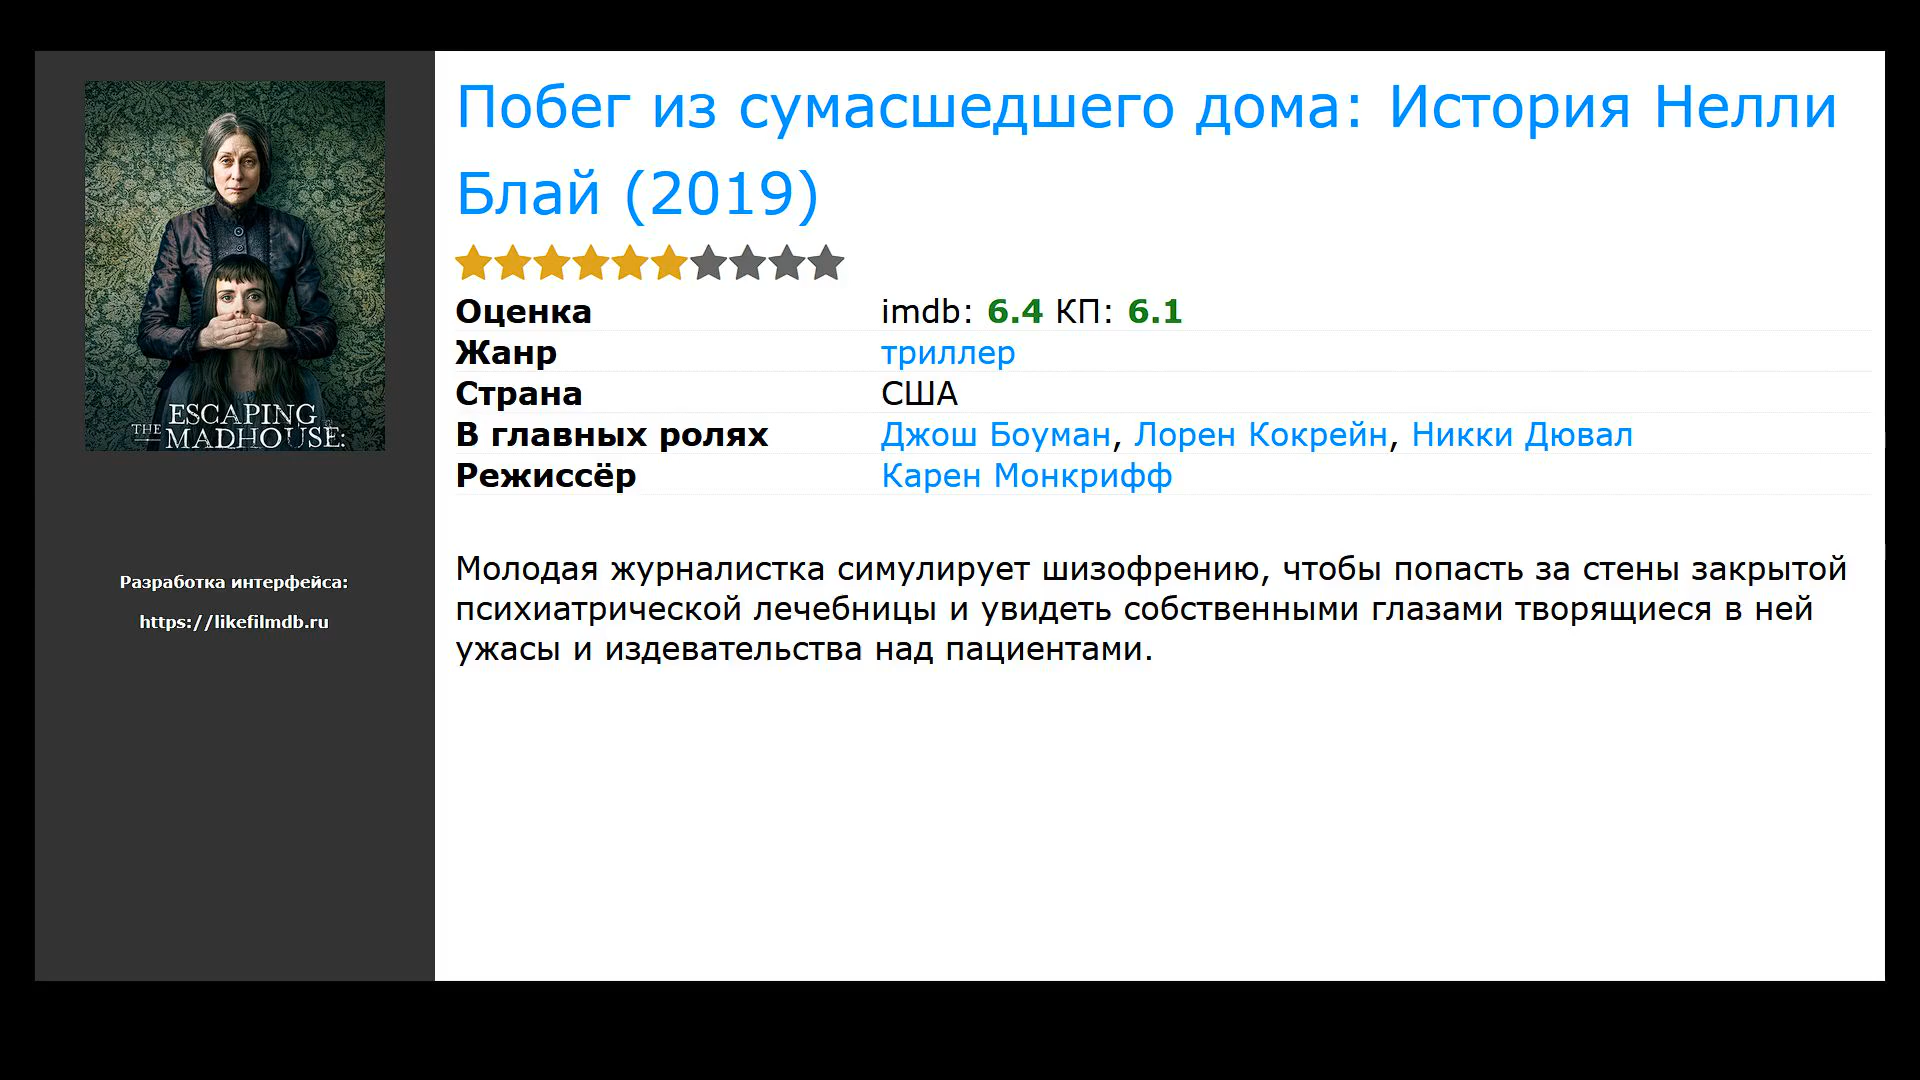 Побег из сумасшедшего дома: История Нелли
Блай (2019)
Оценка imdb: 6.4 КП: 6.1
Жанр триллер
Страна США
В главных ролях Джош Боуман, Лорен Кокрейн, Никки Дювал
Режиссёр Карен Монкрифф
Молодая журналистка симулирует шизофрению, чтобы попасть за стены закрытой
психиатрической лечебницы и увидеть собственными глазами творящиеся в ней
ужасы и издевательства над пациентами.
ESCAPING
THE MADHOUSE:
Разработка интерфейса:
https://likefilmdb.ru